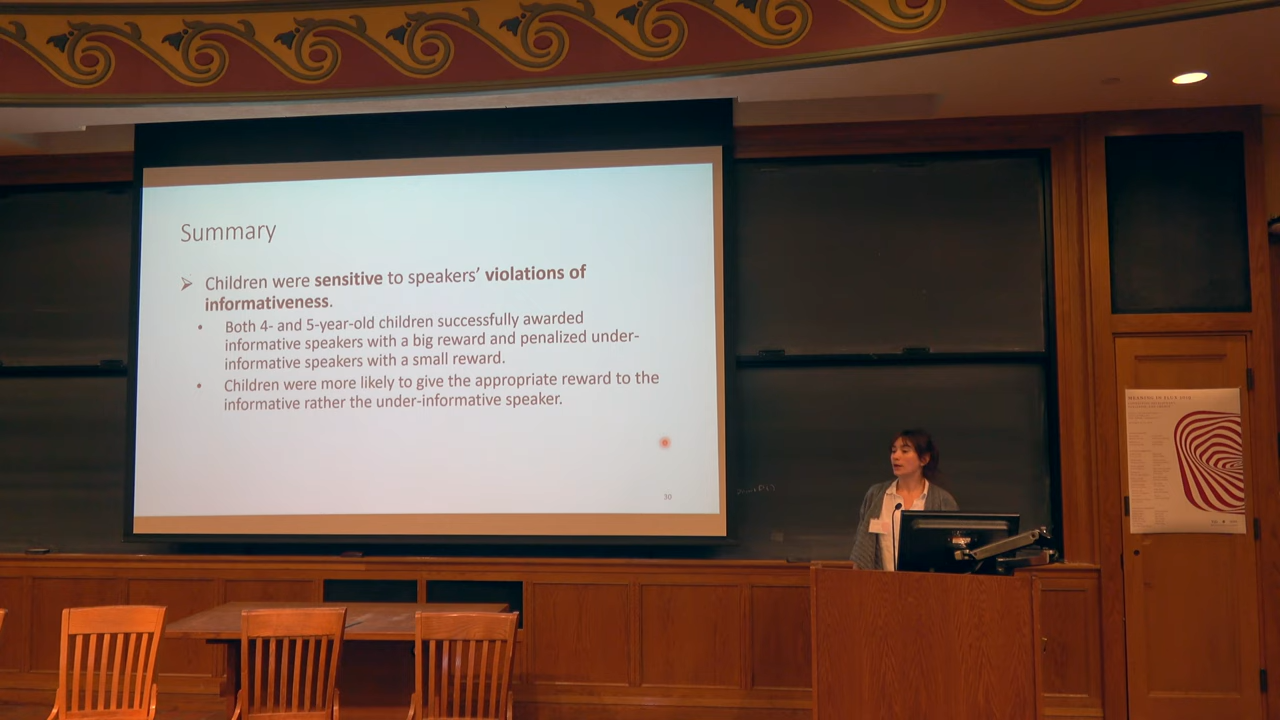 Summary
Children were sensitive to speakers' violations of
informativeness.
Both 4- and 5-year-old children successfully awarded
informative speakers with a big reward and penalized under-
informative speakers with a small reward.
Children were more likely to give the appropriate reward to the
informative rather the under-informative speaker.
30